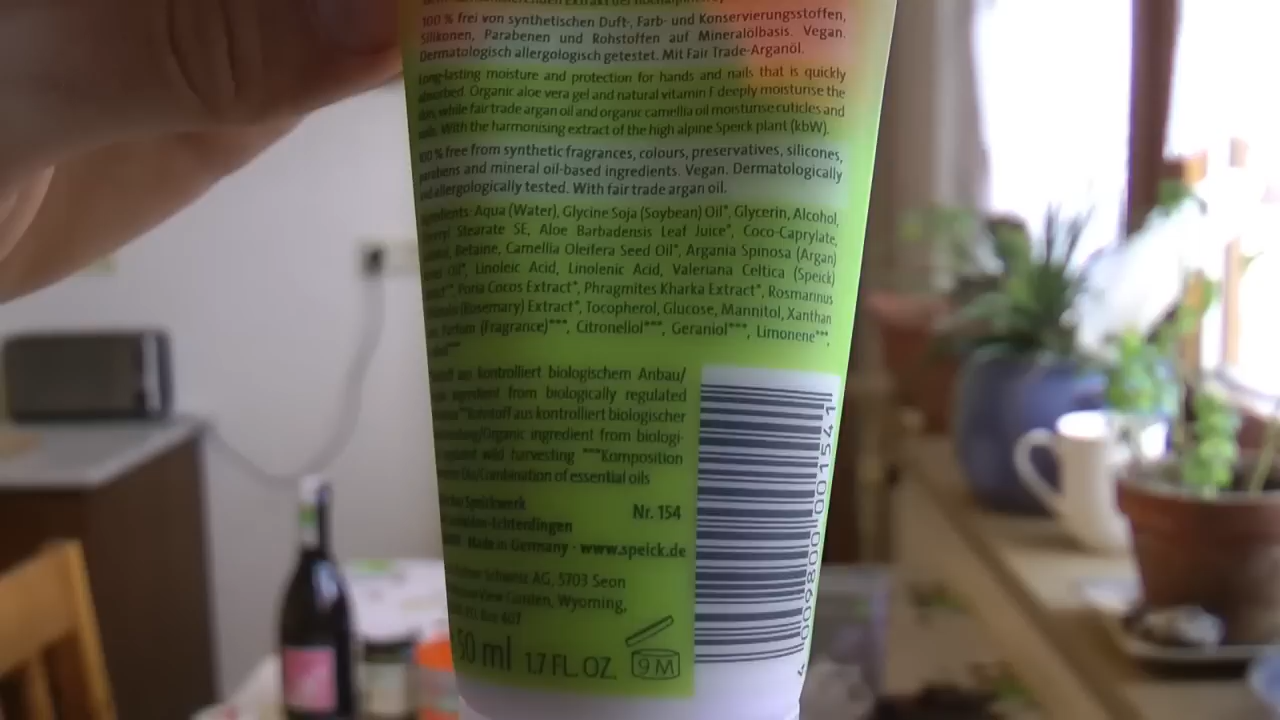 100 % frei von synthetischen Duft-, Farb- und Konservierungsstoffen,
Silikonen, Parabenen und Rohstoffen auf Mineralölbasis. Vegan.
Dermatologisch allergologisch getestet. Mit Fair Trade-Arganöl.
Long-lasting moisture and protection for hands and nails that is quickly
absorbed. Organic aloe vera gel and natural vitamin F deeply moisturise the
skin, while fair trade argan oil and organic camellia oil moisturise cuticles and
With the harmonising extract of the high alpine Speick plant (kbW).
100 % free from synthetic fragrances, colours, preservatives, silicones,
parabens and mineral oil-based ingredients. Vegan. Dermatologically
allergologically tested. With fair trade argan oil.
Ingredients: Aqua (Water), Glycine Soja (Soybean) Oil*, Glycerin, Alcohol,
Stearate SE, Aloe Barbadensis Leaf Juice*, Coco-Caprylate,
Betaine, Camellia Oleifera Seed Oil*, Argania Spinosa (Argan)
Oil*, Linoleic Acid, Linolenic Acid, Valeriana Celtica (Speick)
Poria Cocos Extract*, Phragmites Kharka Extract*, Rosmarinus
(Rosemary) Extract*, Tocopherol, Glucose, Mannitol, Xanthan
Parfum (Fragrance)***, Citronellol***, Geraniol***, Limonene***,
aus kontrolliert biologischem Anbau/
ingredient from biologically regulated
**Rohstoff aus kontrolliert biologischer
Organic ingredient from biologi-
wild harvesting ***Komposition
Combination of essential oils
Speickwerk
Nr. 154
Echterdingen
Made in Germany · www.speick.de
Schweiz AG, 5703 Seon
Garden, Wyoming,
607
50 ml 1.7 FL. OZ.
9 M
4 009800 001541